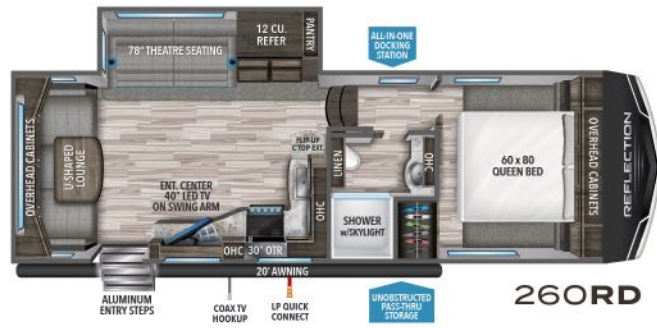 78" THEATRE SEATING
12 CU.
REFER
PANTRY
ALL-IN-ONE
DOCKING
STATION
OVERHEAD CABINETS
U-SHAPED
LOUNGE
ENT. CENTER
40" LED TV
ON SWING ARM
FLIP-UP
C'TOP EXT.
LINEN
OHC
OHC
SHOWER
w/SKYLIGHT
60 x 80
QUEEN BED
OVERHEAD CABINETS
REFLECTION
OHC
30" OTR
20' AWNING
ALUMINUM
ENTRY STEPS
COAX TV
HOOKUP
LP QUICK
CONNECT
UNOBSTRUCTED
PASS-THRU
STORAGE
260RD